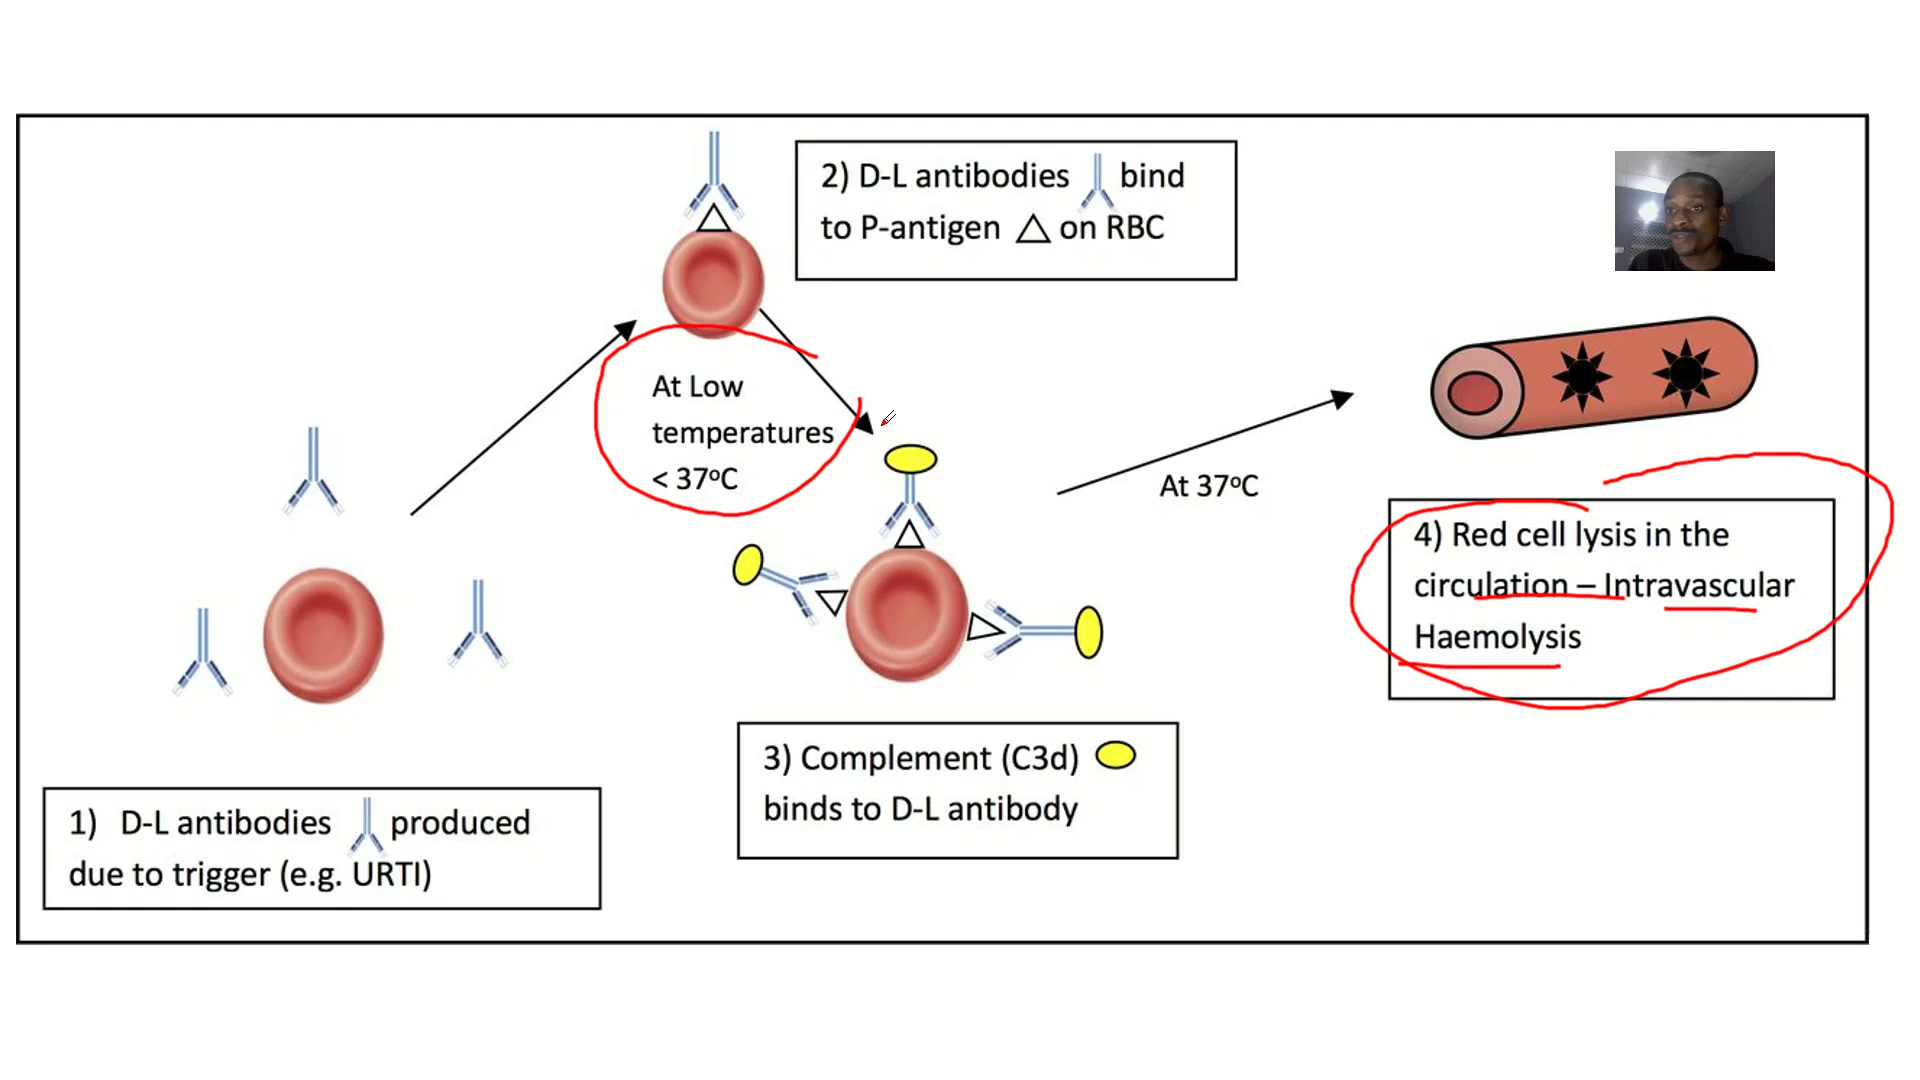 2) D-L antibodies bind
to P-antigen on RBC
At Low
temperatures
< 37ºC
At 37ºC
4) Red cell lysis in the
circulation – Intravascular
Haemolysis
3) Complement (C3d)
binds to D-L antibody
1) D-L antibodies produced
due to trigger (e.g. URTI)